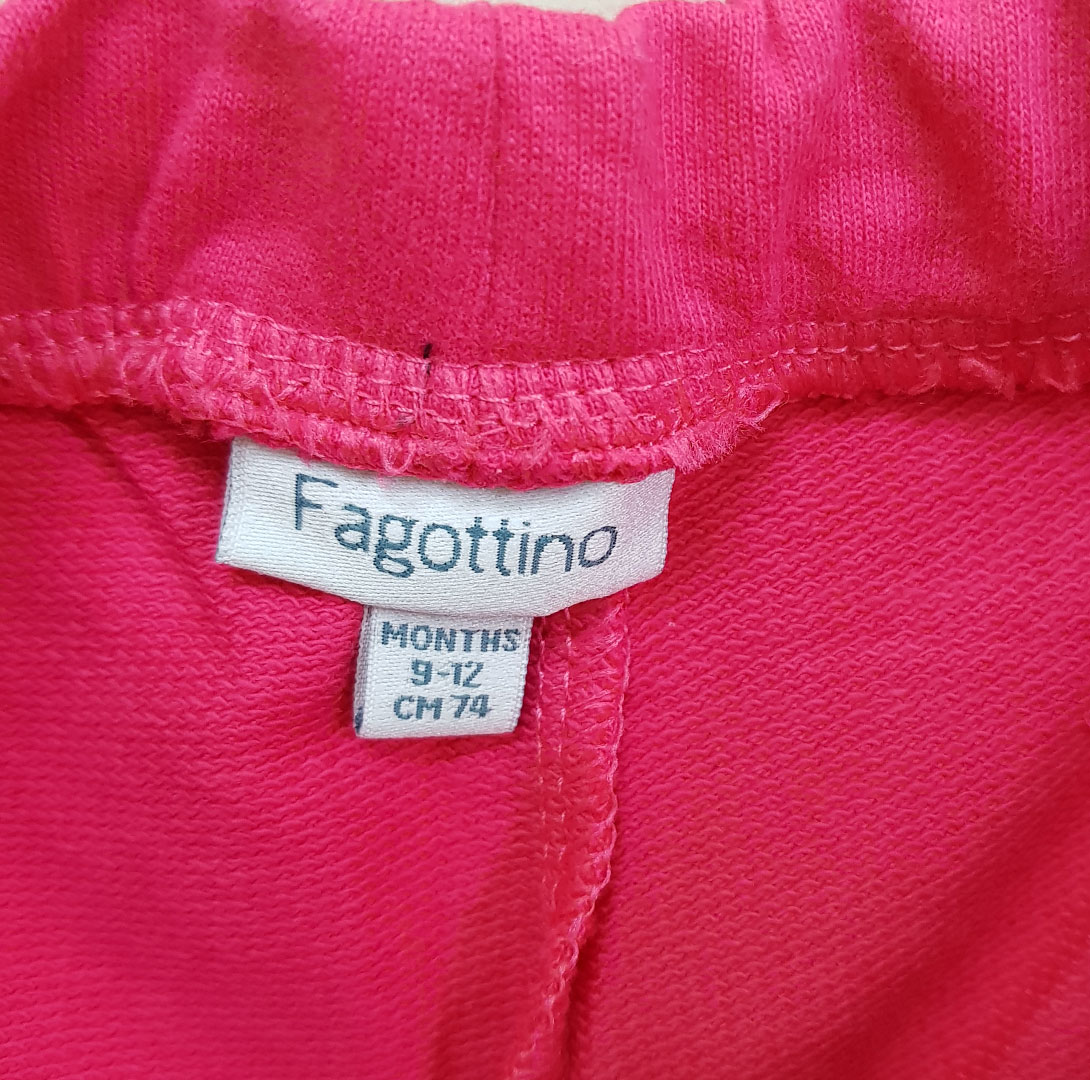 Fagottino
MONTHS
9-12
CM 74